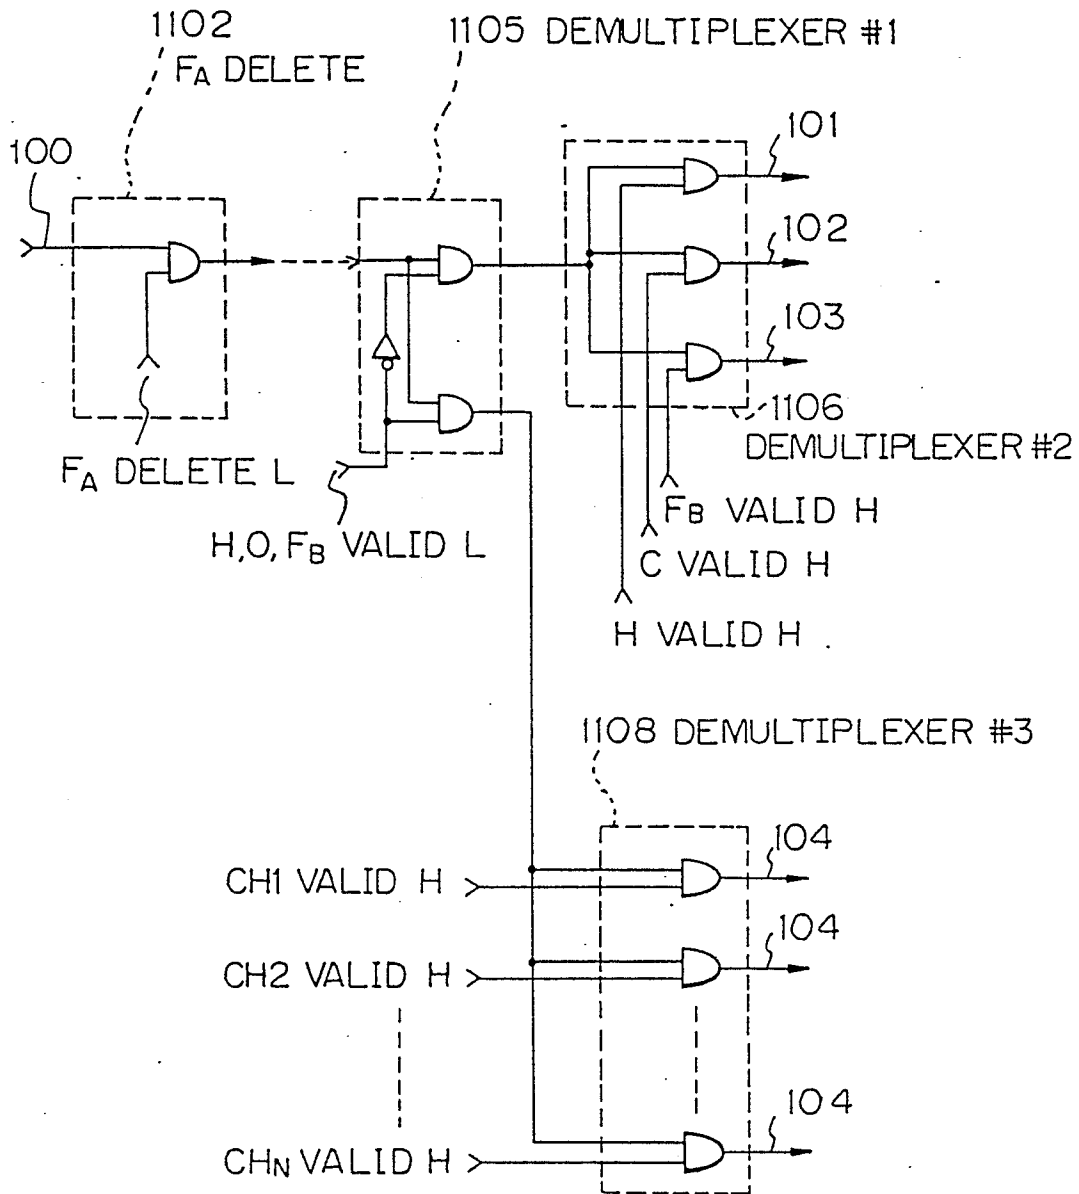 1102
FA DELETE
1105 DEMULTIPLEXER #1
100
101
102
103
1106
DEMULTIPLEXER #2
FA DELETE L
H,O,FB VALID L
FB VALID H
C VALID H
H VALID H
1108 DEMULTIPLEXER #3
CH1 VALID H
104
CH2 VALID H
104
CHN VALID H
104